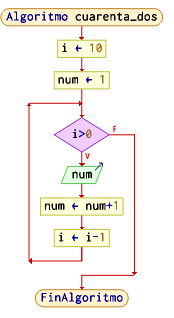 Algoritmo cuarenta_dos
i ← 10
num ← 1
i>0
F
V
num
num ← num+1
i ← i-1
FinAlgoritmo